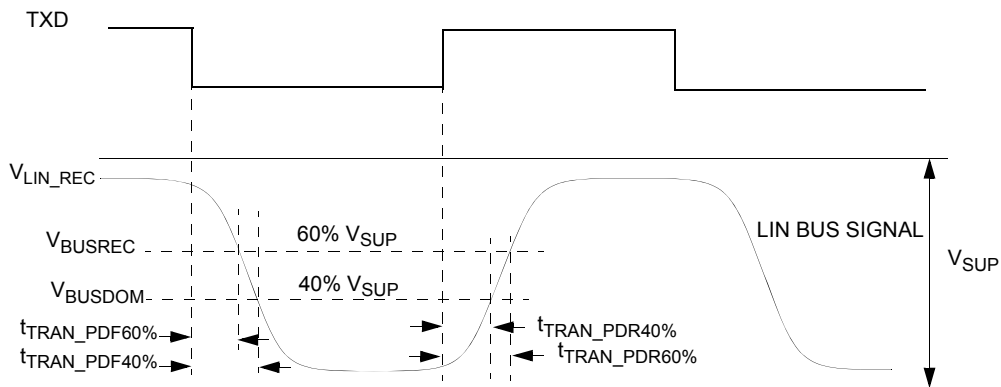 TXD
VLIN_REC
LIN BUS SIGNAL
VBUSREC
60% VSUP
VSUP
VBUSDOM
40% VSUP
tTRAN_PDF60%
tTRAN_PDR40%
tTRAN_PDF40%
tTRAN_PDR60%